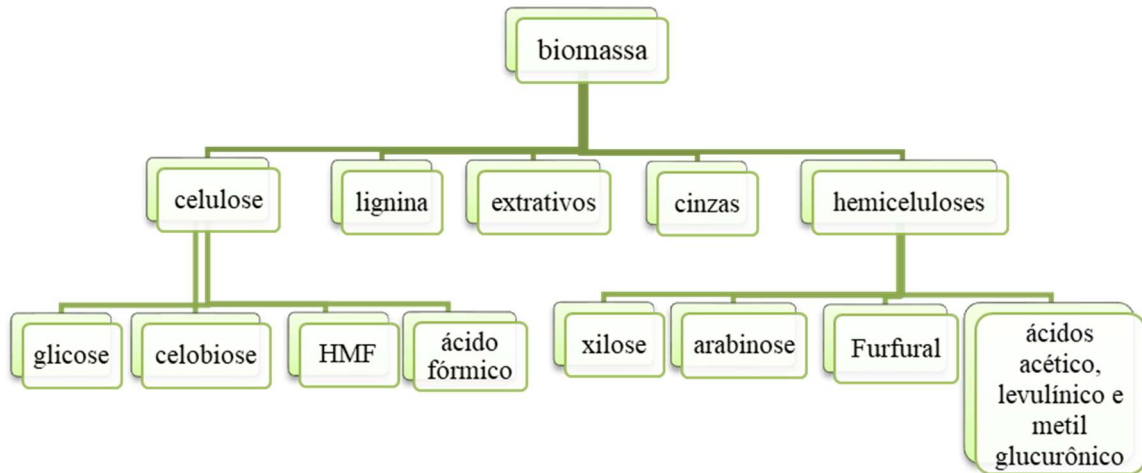 biomassa
celulose
lignina
extrativos
cinzas
hemiceluloses
glicose
celobiose
HMF
ácido
fórmico
xilose
arabinose
Furfural
ácidos
acético,
levulínico e
metil
glucurônico